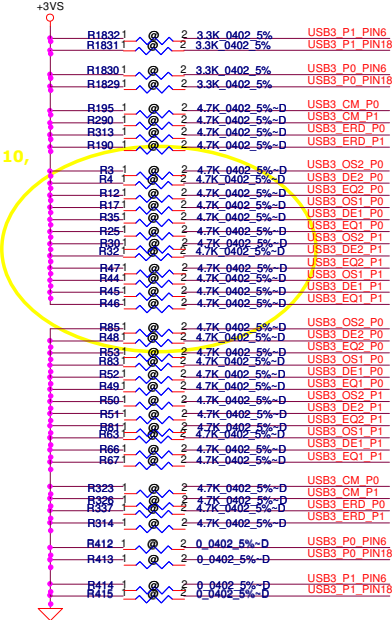 +3VS
R1832 1 @ 2 3.3K_0402_5% USB3_P1_PIN6
R1831 1 @ 2 3.3K_0402_5% USB3_P1_PIN18
R1830 1 @ 2 3.3K_0402_5% USB3_P0_PIN6
R1829 1 @ 2 3.3K_0402_5% USB3_P0_PIN18
R195 1 @ 2 4.7K_0402_5%~D USB3_CM_P0
R290 1 @ 2 4.7K_0402_5%~D USB3_CM_P1
R313 1 @ 2 4.7K_0402_5%~D USB3_ERD_P0
R190 1 @ 2 4.7K_0402_5%~D USB3_ERD_P1
10,
R3 1 @ 2 4.7K_0402_5%~D USB3_OS2_P0
R4 1 @ 2 4.7K_0402_5%~D USB3_DE2_P0
R12 1 @ 2 4.7K_0402_5%~D USB3_EQ2_P0
R17 1 @ 2 4.7K_0402_5%~D USB3_OS1_P0
R35 1 @ 2 4.7K_0402_5%~D USB3_DE1_P0
R25 1 @ 2 4.7K_0402_5%~D USB3_EQ1_P0
R30 1 @ 2 4.7K_0402_5%~D USB3_OS2_P1
R32 1 @ 2 4.7K_0402_5%~D USB3_DE2_P1
R47 1 @ 2 4.7K_0402_5%~D USB3_EQ2_P1
R44 1 @ 2 4.7K_0402_5%~D USB3_OS1_P1
R45 1 @ 2 4.7K_0402_5%~D USB3_DE1_P1
R46 1 @ 2 4.7K_0402_5%~D USB3_EQ1_P1
R85 1 @ 2 4.7K_0402_5%~D USB3_OS2_P0
R48 1 @ 2 4.7K_0402_5%~D USB3_DE2_P0
R53 1 @ 2 4.7K_0402_5%~D USB3_EQ2_P0
R83 1 @ 2 4.7K_0402_5%~D USB3_OS1_P0
R52 1 @ 2 4.7K_0402_5%~D USB3_DE1_P0
R49 1 @ 2 4.7K_0402_5%~D USB3_EQ1_P0
R50 1 @ 2 4.7K_0402_5%~D USB3_OS2_P1
R51 1 @ 2 4.7K_0402_5%~D USB3_DE2_P1
R81 1 @ 2 4.7K_0402_5%~D USB3_EQ2_P1
R63 1 @ 2 4.7K_0402_5%~D USB3_OS1_P1
R66 1 @ 2 4.7K_0402_5%~D USB3_DE1_P1
R67 1 @ 2 4.7K_0402_5%~D USB3_EQ1_P1
R323 1 @ 2 4.7K_0402_5%~D USB3_CM_P0
R326 1 @ 2 4.7K_0402_5%~D USB3_CM_P1
R337 1 @ 2 4.7K_0402_5%~D USB3_ERD_P0
R314 1 @ 2 4.7K_0402_5%~D USB3_ERD_P1
R412 1 @ 2 0_0402_5%~D USB3_P0_PIN6
R413 1 @ 2 0_0402_5%~D USB3_P0_PIN18
R414 1 @ 2 0_0402_5%~D USB3_P1_PIN6
R415 1 @ 2 0_0402_5%~D USB3_P1_PIN18